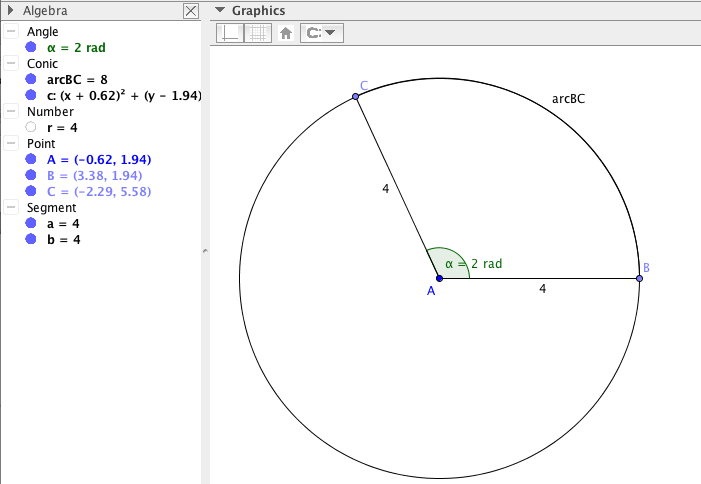 Algebra
Angle
α = 2 rad
Conic
arcBC = 8
c: (x + 0.62)² + (y − 1.94)
Number
r = 4
Point
A = (−0.62, 1.94)
B = (3.38, 1.94)
C = (−2.29, 5.58)
Segment
a = 4
b = 4
Graphics
C
arcBC
4
α = 2 rad
B
A
4